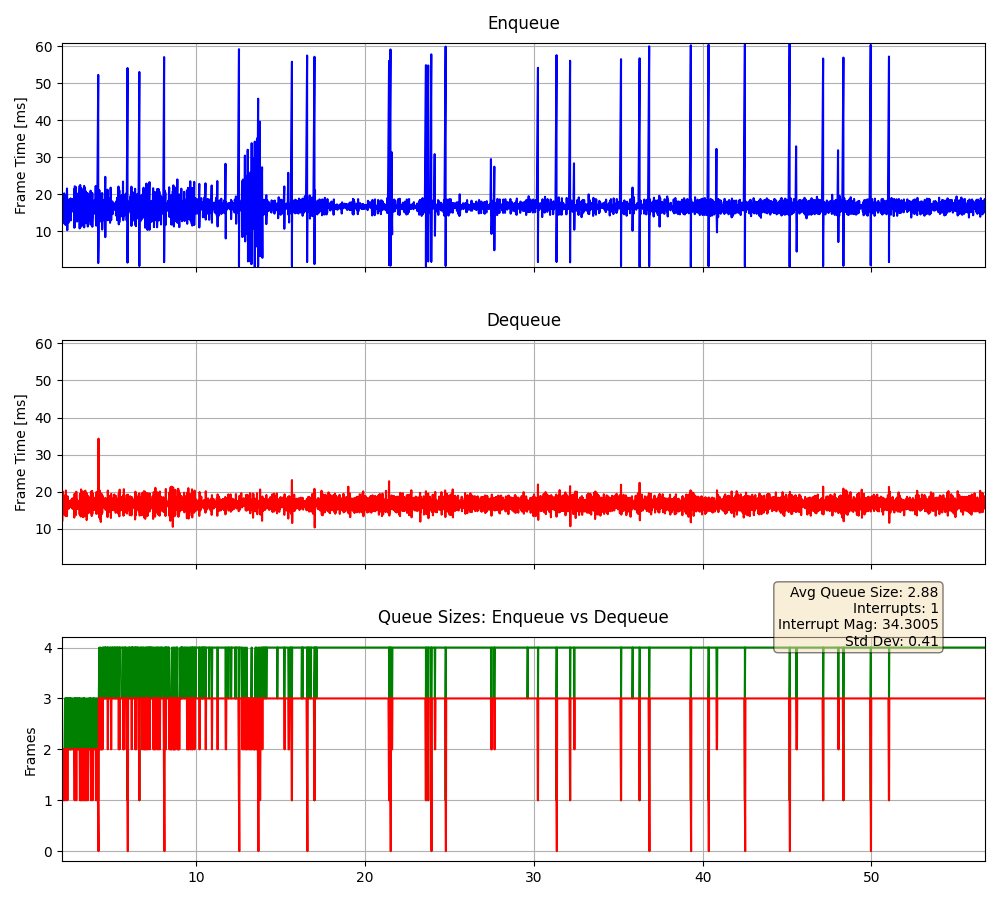 Enqueue
60
50
40
30
20
10
Frame Time [ms]
Dequeue
60
50
40
30
20
10
Frame Time [ms]
Avg Queue Size: 2.88
Interrupts: 1
Interrupt Mag: 34.3005
Std Dev: 0.41
Queue Sizes: Enqueue vs Dequeue
4
3
2
1
0
Frames
10 20 30 40 50